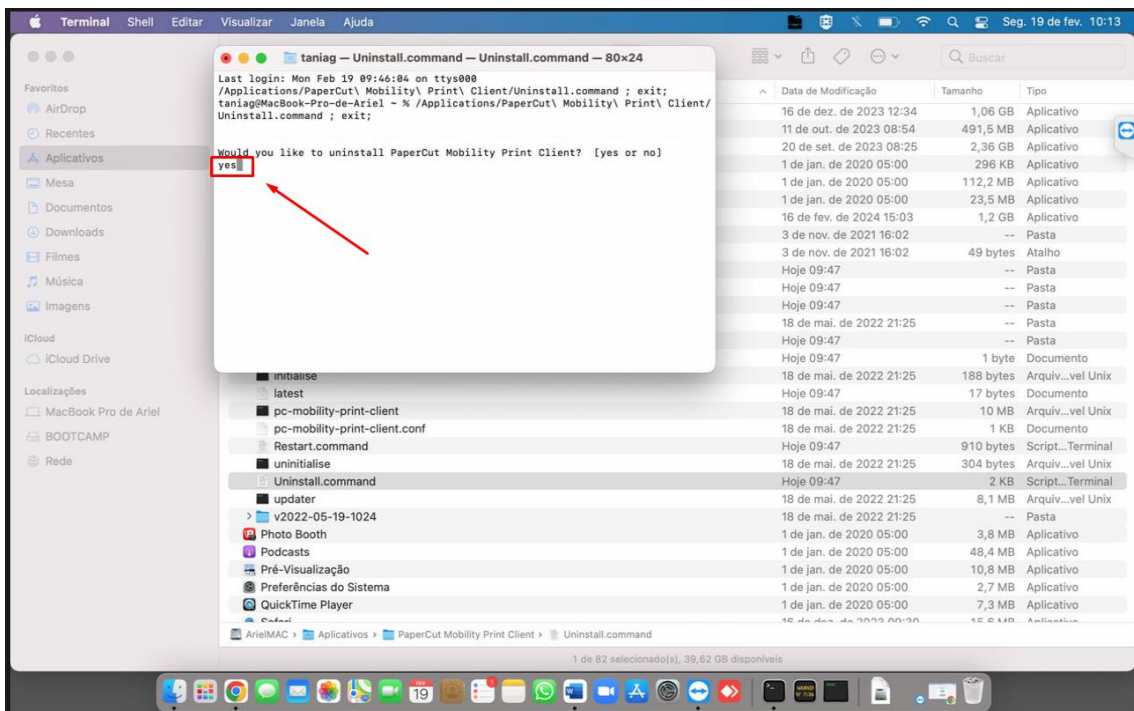 Terminal Shell Editar Visualizar Janela Ajuda Seg. 19 de fev. 10:13
taniag — Uninstall.command — Uninstall.command — 80×24
Buscar
Last login: Mon Feb 19 09:46:04 on ttys000
/Applications/PaperCut\ Mobility\ Print\ Client/Uninstall.command ; exit;
taniag@MacBook-Pro-de-Ariel ~ % /Applications/PaperCut\ Mobility\ Print\ Client/
Uninstall.command ; exit;
Would you like to uninstall PaperCut Mobility Print Client? [yes or no]
yes
Favoritos
AirDrop
Recentes
Aplicativos
Mesa
Documentos
Downloads
Filmes
Música
Imagens
iCloud
iCloud Drive
Localizações
MacBook Pro de Ariel
BOOTCAMP
Rede
Data de Modificação Tamanho Tipo
16 de dez. de 2023 12:34 1,06 GB Aplicativo
11 de out. de 2023 08:54 491,5 MB Aplicativo
20 de set. de 2023 08:25 2,36 GB Aplicativo
1 de jan. de 2020 05:00 296 KB Aplicativo
1 de jan. de 2020 05:00 112,2 MB Aplicativo
1 de jan. de 2020 05:00 23,5 MB Aplicativo
16 de fev. de 2024 15:03 1,2 GB Aplicativo
3 de nov. de 2021 16:02 -- Pasta
3 de nov. de 2021 16:02 49 bytes Atalho
Hoje 09:47 -- Pasta
Hoje 09:47 -- Pasta
Hoje 09:47 -- Pasta
18 de mai. de 2022 21:25 -- Pasta
Hoje 09:47 -- Pasta
Hoje 09:47 1 byte Documento
initialise 18 de mai. de 2022 21:25 188 bytes Arquiv...vel Unix
latest Hoje 09:47 17 bytes Documento
pc-mobility-print-client 18 de mai. de 2022 21:25 10 MB Arquiv...vel Unix
pc-mobility-print-client.conf 18 de mai. de 2022 21:25 1 KB Documento
Restart.command Hoje 09:47 910 bytes Script...Terminal
uninitialise 18 de mai. de 2022 21:25 304 bytes Arquiv...vel Unix
Uninstall.command Hoje 09:47 2 KB Script...Terminal
updater 18 de mai. de 2022 21:25 8,1 MB Arquiv...vel Unix
v2022-05-19-1024 18 de mai. de 2022 21:25 -- Pasta
Photo Booth 1 de jan. de 2020 05:00 3,8 MB Aplicativo
Podcasts 1 de jan. de 2020 05:00 48,4 MB Aplicativo
Pré-Visualização 1 de jan. de 2020 05:00 10,8 MB Aplicativo
Preferências do Sistema 1 de jan. de 2020 05:00 2,7 MB Aplicativo
QuickTime Player 1 de jan. de 2020 05:00 7,3 MB Aplicativo
Safari 16 de dez. de 2023 09:30 15,6 MB Aplicativo
ArielMAC › Aplicativos › PaperCut Mobility Print Client › Uninstall.command
1 de 82 selecionado(s), 39,62 GB disponíveis
19